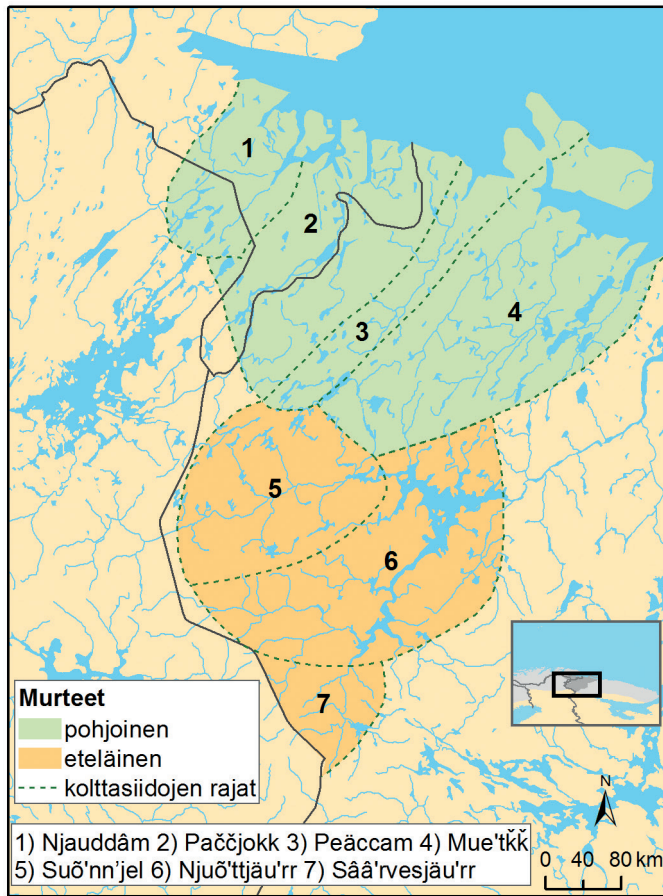 1
2
3
4
5
6
7
Murteet
pohjoinen
eteläinen
kolttasiidojen rajat
N
0 40 80 km
1) Njauddâm 2) Paččjokk 3) Peäccam 4) Mue'tǩǩ
5) Suõ'nn’jel 6) Njuõ'ttjäu'rr 7) Sââ'rvesjäu'rr